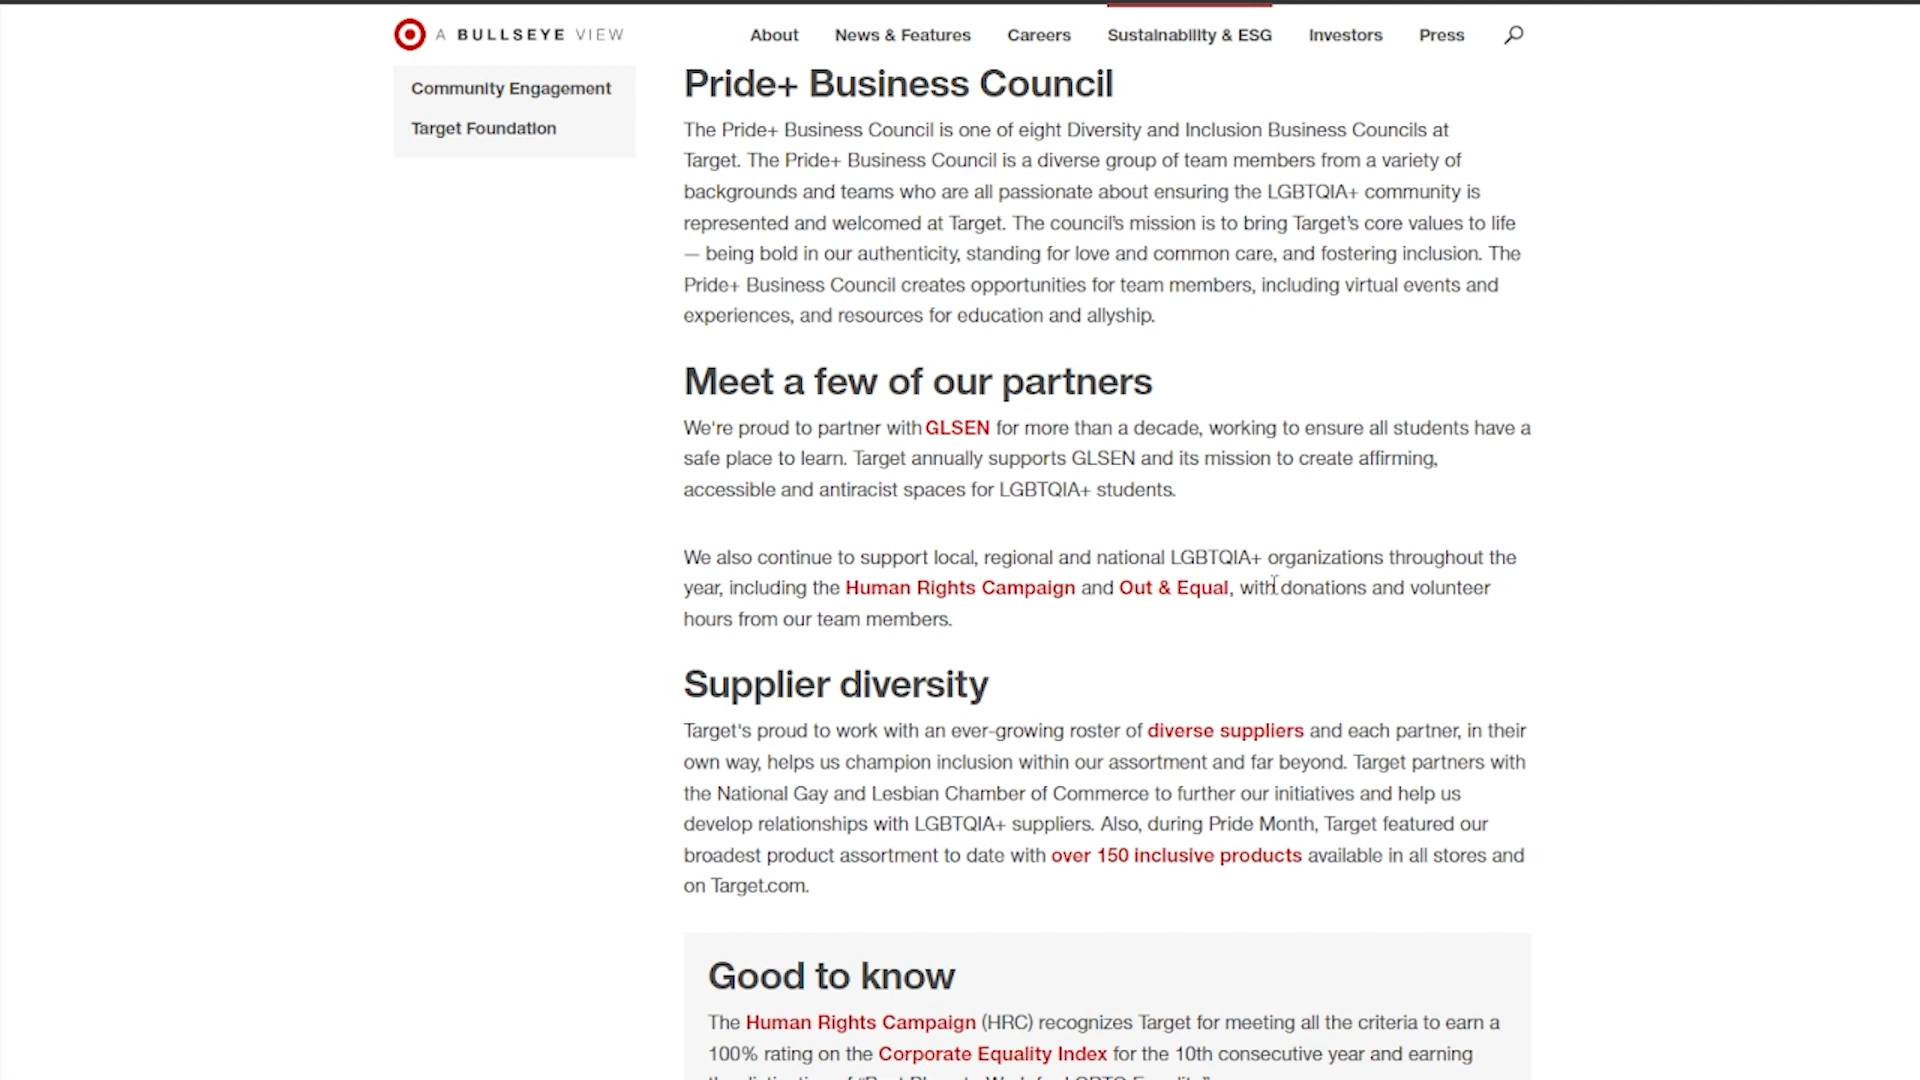 A BULLSEYE VIEW
About News & Features Careers Sustainability & ESG Investors Press
Community Engagement
Target Foundation
Pride+ Business Council
The Pride+ Business Council is one of eight Diversity and Inclusion Business Councils at
Target. The Pride+ Business Council is a diverse group of team members from a variety of
backgrounds and teams who are all passionate about ensuring the LGBTQIA+ community is
represented and welcomed at Target. The council's mission is to bring Target's core values to life
— being bold in our authenticity, standing for love and common care, and fostering inclusion. The
Pride+ Business Council creates opportunities for team members, including virtual events and
experiences, and resources for education and allyship.
Meet a few of our partners
We're proud to partner with GLSEN for more than a decade, working to ensure all students have a
safe place to learn. Target annually supports GLSEN and its mission to create affirming,
accessible and antiracist spaces for LGBTQIA+ students.
We also continue to support local, regional and national LGBTQIA+ organizations throughout the
year, including the Human Rights Campaign and Out & Equal, with donations and volunteer
hours from our team members.
Supplier diversity
Target's proud to work with an ever-growing roster of diverse suppliers and each partner, in their
own way, helps us champion inclusion within our assortment and far beyond. Target partners with
the National Gay and Lesbian Chamber of Commerce to further our initiatives and help us
develop relationships with LGBTQIA+ suppliers. Also, during Pride Month, Target featured our
broadest product assortment to date with over 150 inclusive products available in all stores and
on Target.com.
Good to know
The Human Rights Campaign (HRC) recognizes Target for meeting all the criteria to earn a
100% rating on the Corporate Equality Index for the 10th consecutive year and earning